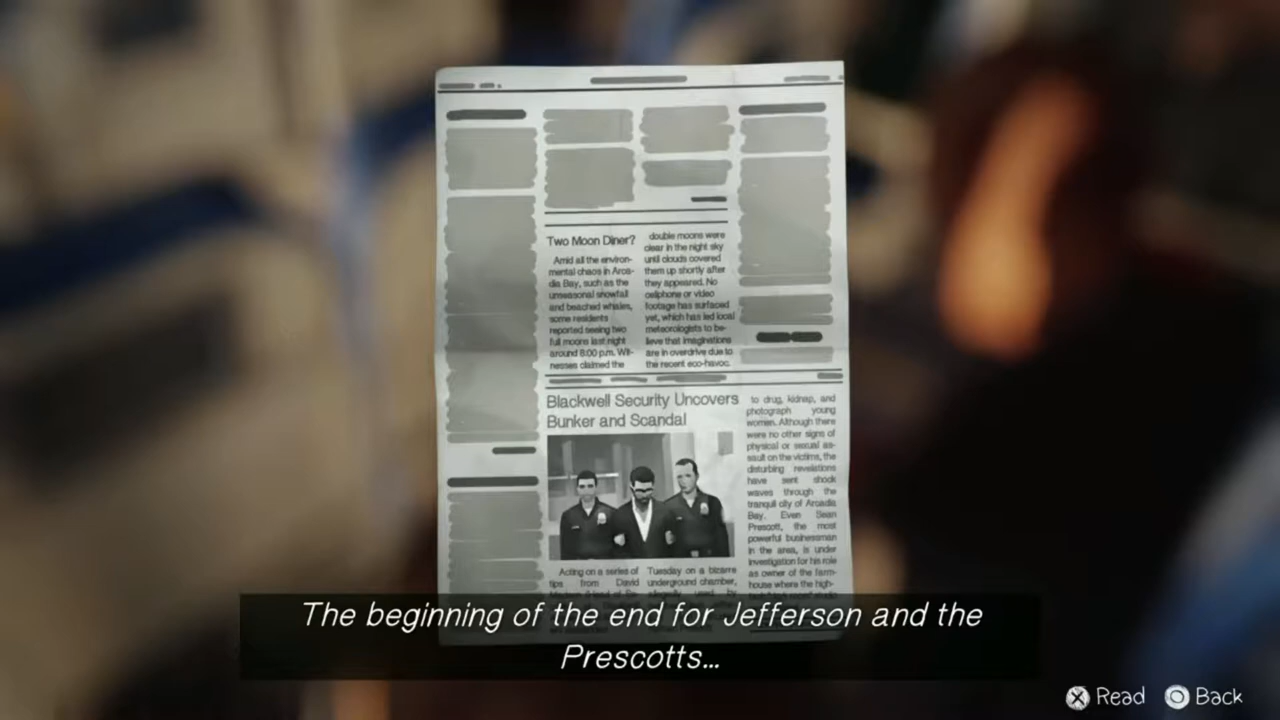 Two Moon Diner?
Amid all the environ-
mental chaos in Arca-
dia Bay, such as the
unseasonal snowfall
and beached whales,
some residents
reported seeing two
full moons last night
around 8:00 p.m. Wit-
nesses claimed the
double moons were
clear in the night sky
until clouds covered
them up shortly after
they appeared. No
cellphone or video
footage has surfaced
yet, which has led local
meteorologists to be-
lieve that imaginations
are in overdrive due to
the recent eco-havoc.
Blackwell Security Uncovers
Bunker and Scandal
Acting on a series of
tips from David
Tuesday on a bizarre
underground chamber,
to drug, kidnap, and
photograph young
women. Although there
were no other signs of
physical or sexual as-
sault on the victims, the
disturbing revelations
have sent shock
waves through the
tranquil city of Arcadia
Bay. Even Sean
Prescott, the most
powerful businessman
in the area, is under
investigation for his role
as owner of the farm-
house where the high-
The beginning of the end for Jefferson and the
Prescotts...
Read
Back